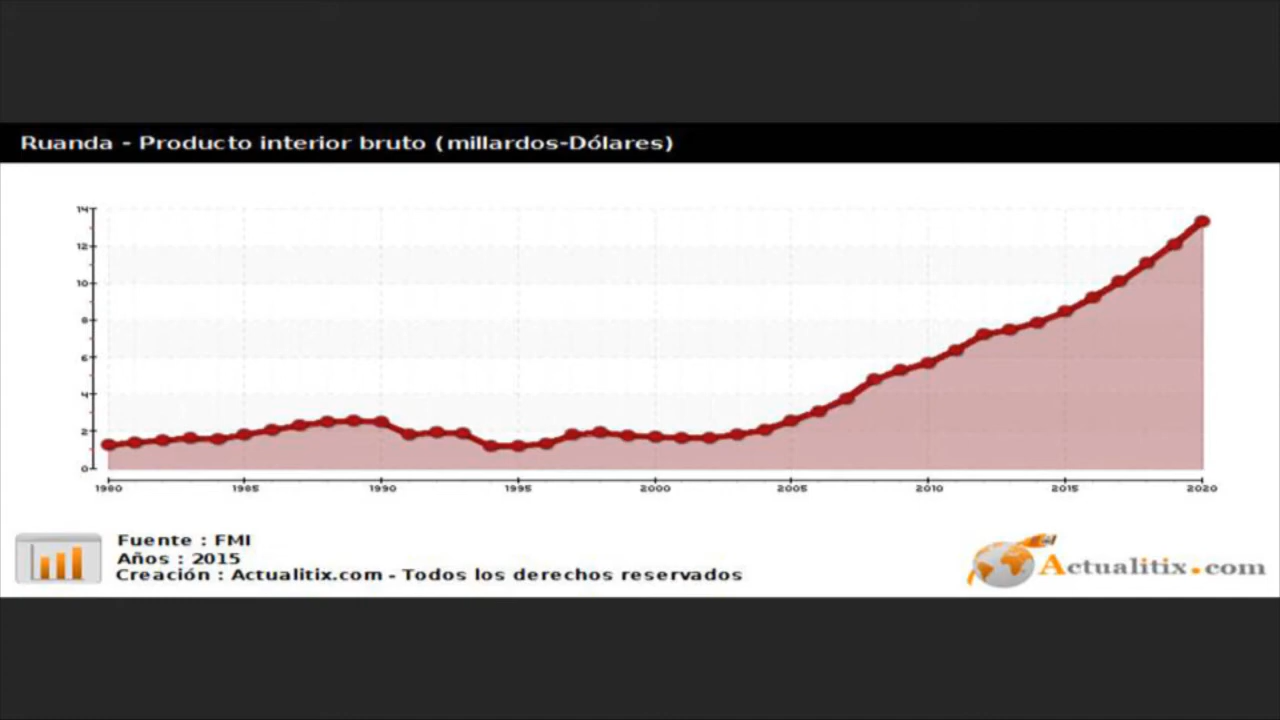 Ruanda - Producto interior bruto (millardos-Dólares)
14
12
10
8
6
4
2
0
1980 1985 1990 1995 2000 2005 2010 2015 2020
Fuente : FMI
Años : 2015
Creación : Actualitix.com - Todos los derechos reservados
Actualitix.com